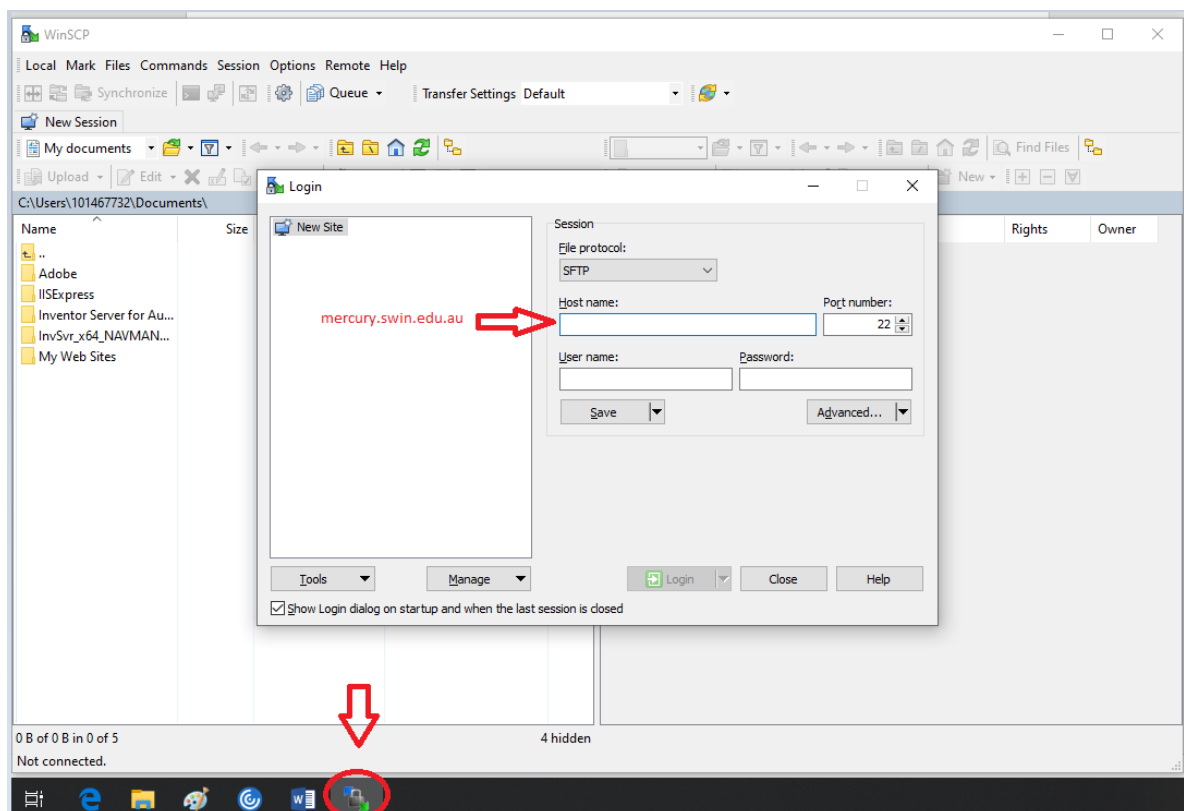 WinSCP
Local Mark Files Commands Session Options Remote Help
Synchronize Queue Transfer Settings Default
New Session
My documents Find Files
Upload Edit New
C:\Users\101467732\Documents\
Name Size Rights Owner
..
Adobe
IISExpress
Inventor Server for Au...
InvSvr_x64_NAVMAN...
My Web Sites
Login
New Site
Session
File protocol:
SFTP
Host name: Port number:
mercury.swin.edu.au
22
User name: Password:
Save Advanced...
Tools Manage Login Close Help
Show Login dialog on startup and when the last session is closed
0 B of 0 B in 0 of 5 4 hidden
Not connected.